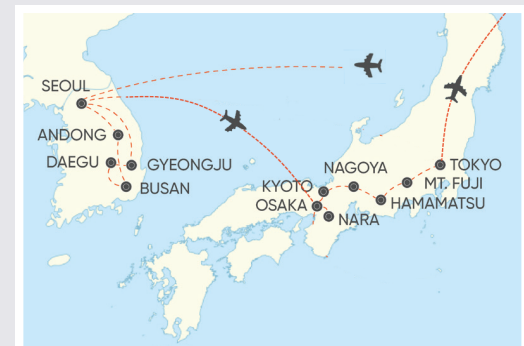 SEOUL
ANDONG
DAEGU
GYEONGJU
BUSAN
NAGOYA
TOKYO
KYOTO
MT. FUJI
OSAKA
HAMAMATSU
NARA